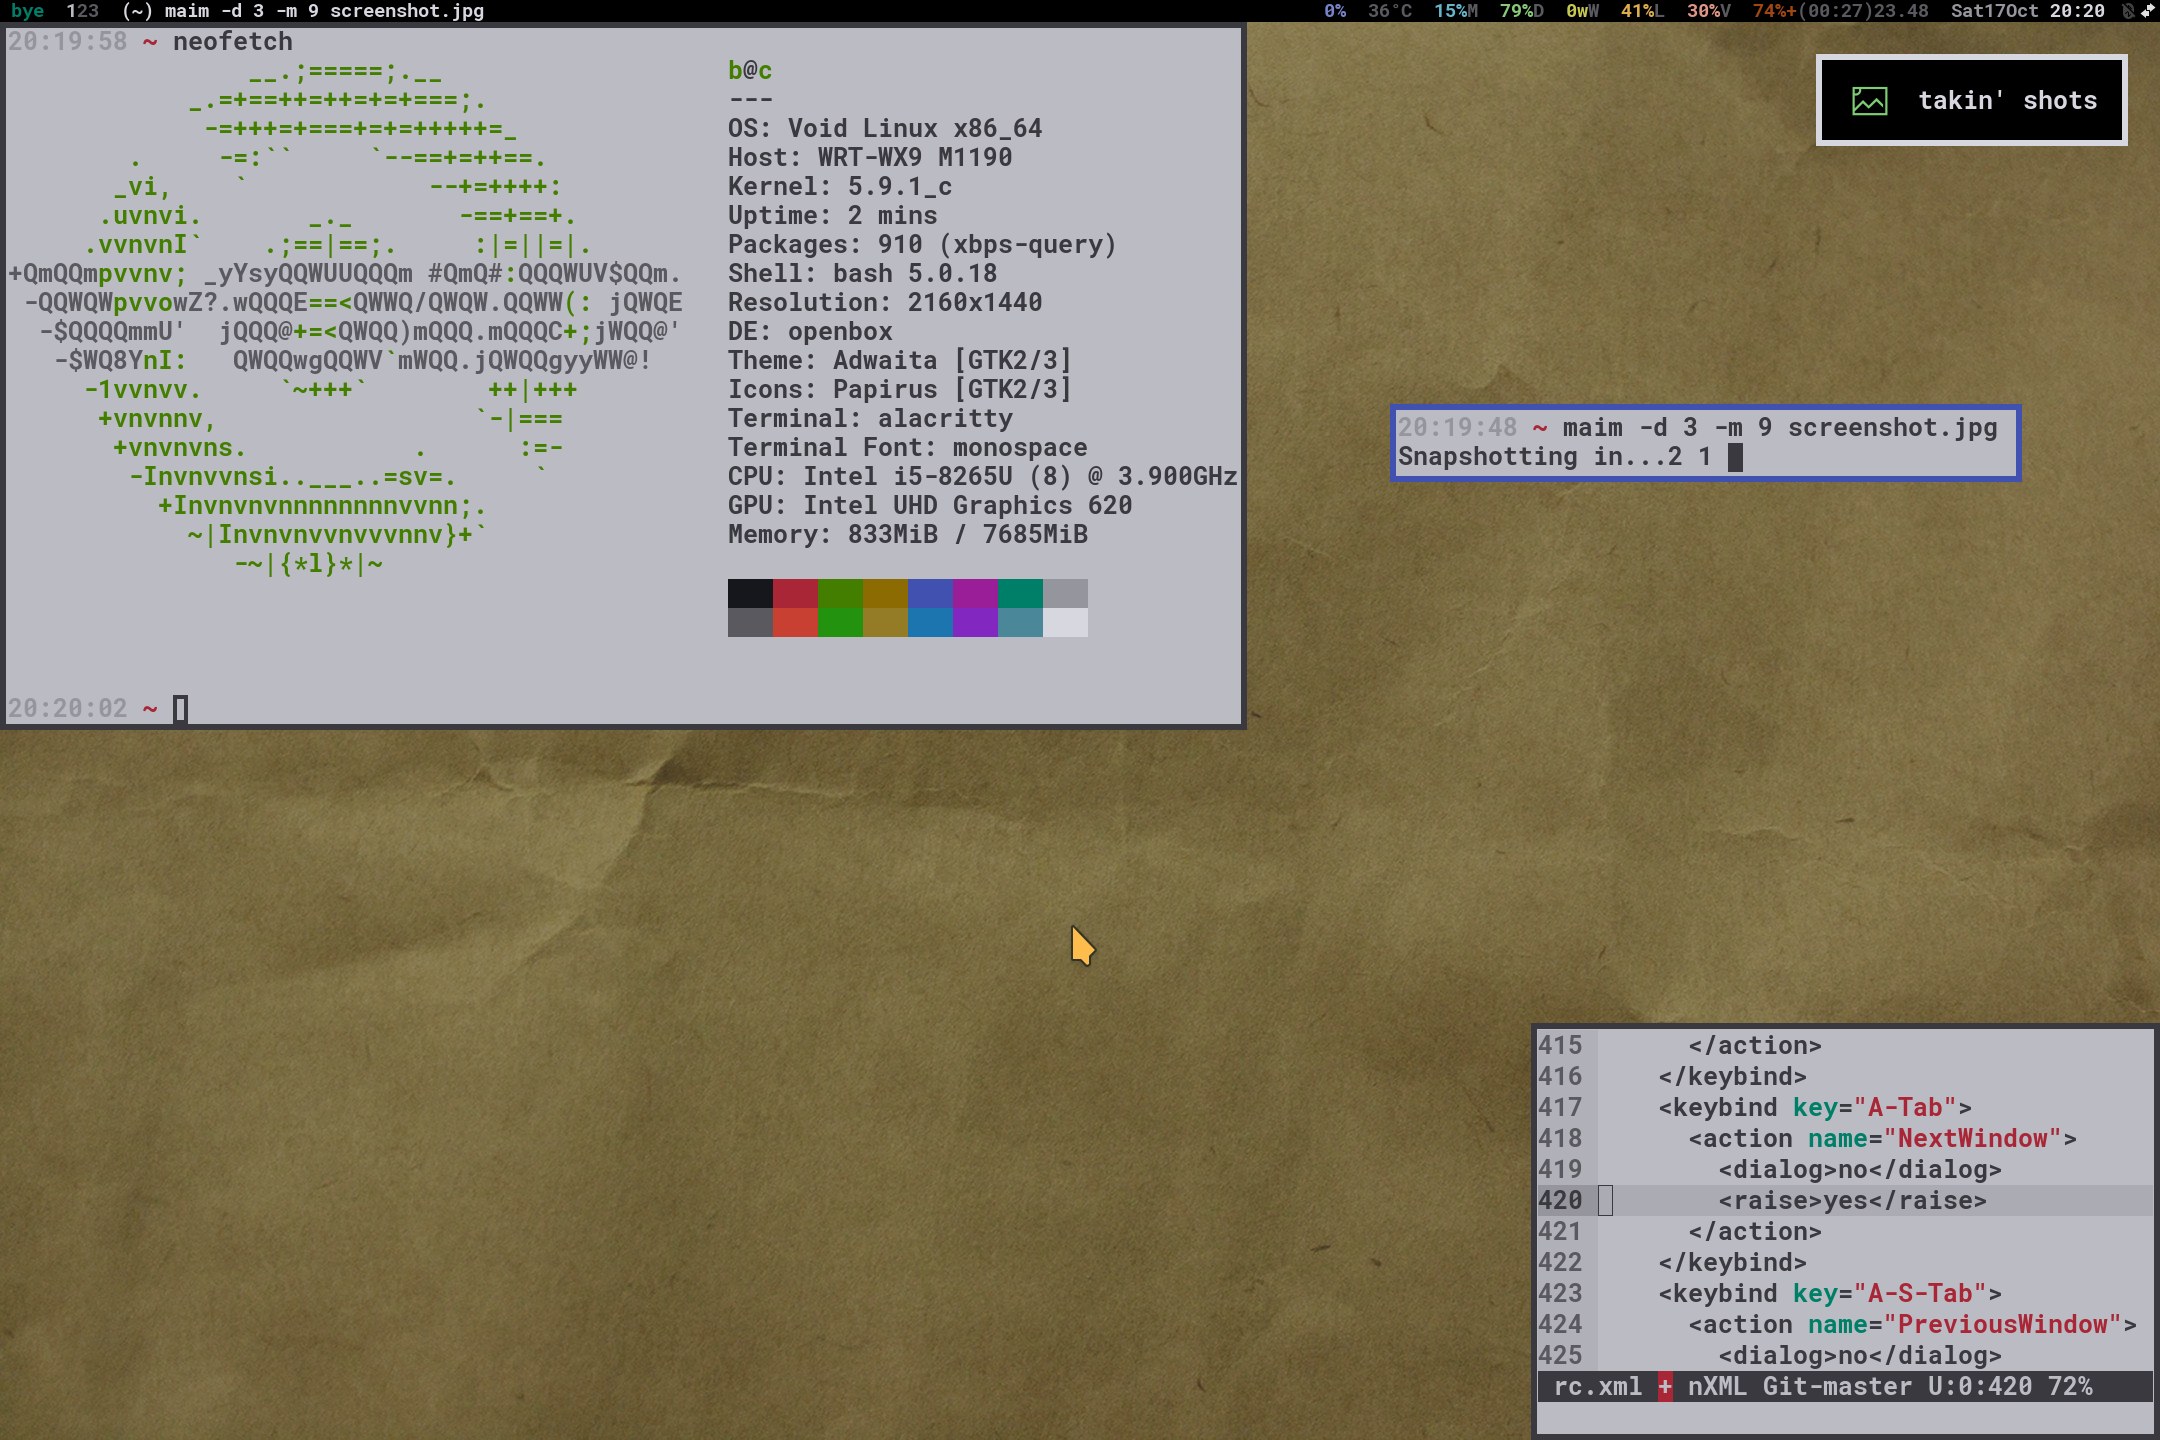 bye 123 (~) maim -d 3 -m 9 screenshot.jpg 0% 36°C 15%M 79%D 0wW 41%L 30%V 74%+(00:27)23.48 Sat17Oct 20:20
20:19:58 ~ neofetch
__.;=====;.__
_.=+==++=++=+=+===;.
-=+++=+===+=+=+++++=_
.     -=:``     `--==+=++==.
_vi,    `            --+=++++:
.uvnvi.       _._       -==+==+.
.vvnvnI`    .;==|==;.     :|=||=|.
+QmQQmpvvnv; _yYsyQQWUUQQQm #QmQ#:QQQWUV$QQm.
-QQWQWpvvowZ?.wQQQE==<QWWQ/QWQW.QQWW(: jQWQE
-$QQQQmmU'  jQQQ@+=<QWQQ)mQQQ.mQQQC+;jWQQ@'
-$WQ8YnI:   QWQQwgQQWV`mWQQ.jQWQQgyyWW@!
-1vvnvv.     `~+++`        ++|+++
+vnvnnv,                 `-|===
+vnvnvns.           .      :=-
-Invnvvnsi..___..=sv=.     `
+Invnvnvnnnnnnnnvvnn;.
~|Invnvnvvnvvvnnv}+`
-~|{*l}*|~
b@c
---
OS: Void Linux x86_64
Host: WRT-WX9 M1190
Kernel: 5.9.1_c
Uptime: 2 mins
Packages: 910 (xbps-query)
Shell: bash 5.0.18
Resolution: 2160x1440
DE: openbox
Theme: Adwaita [GTK2/3]
Icons: Papirus [GTK2/3]
Terminal: alacritty
Terminal Font: monospace
CPU: Intel i5-8265U (8) @ 3.900GHz
GPU: Intel UHD Graphics 620
Memory: 833MiB / 7685MiB
20:20:02 ~
takin' shots
20:19:48 ~ maim -d 3 -m 9 screenshot.jpg
Snapshotting in...2 1
415       </action>
416     </keybind>
417     <keybind key="A-Tab">
418       <action name="NextWindow">
419         <dialog>no</dialog>
420         <raise>yes</raise>
421       </action>
422     </keybind>
423     <keybind key="A-S-Tab">
424       <action name="PreviousWindow">
425         <dialog>no</dialog>
rc.xml + nXML Git-master U:0:420 72%